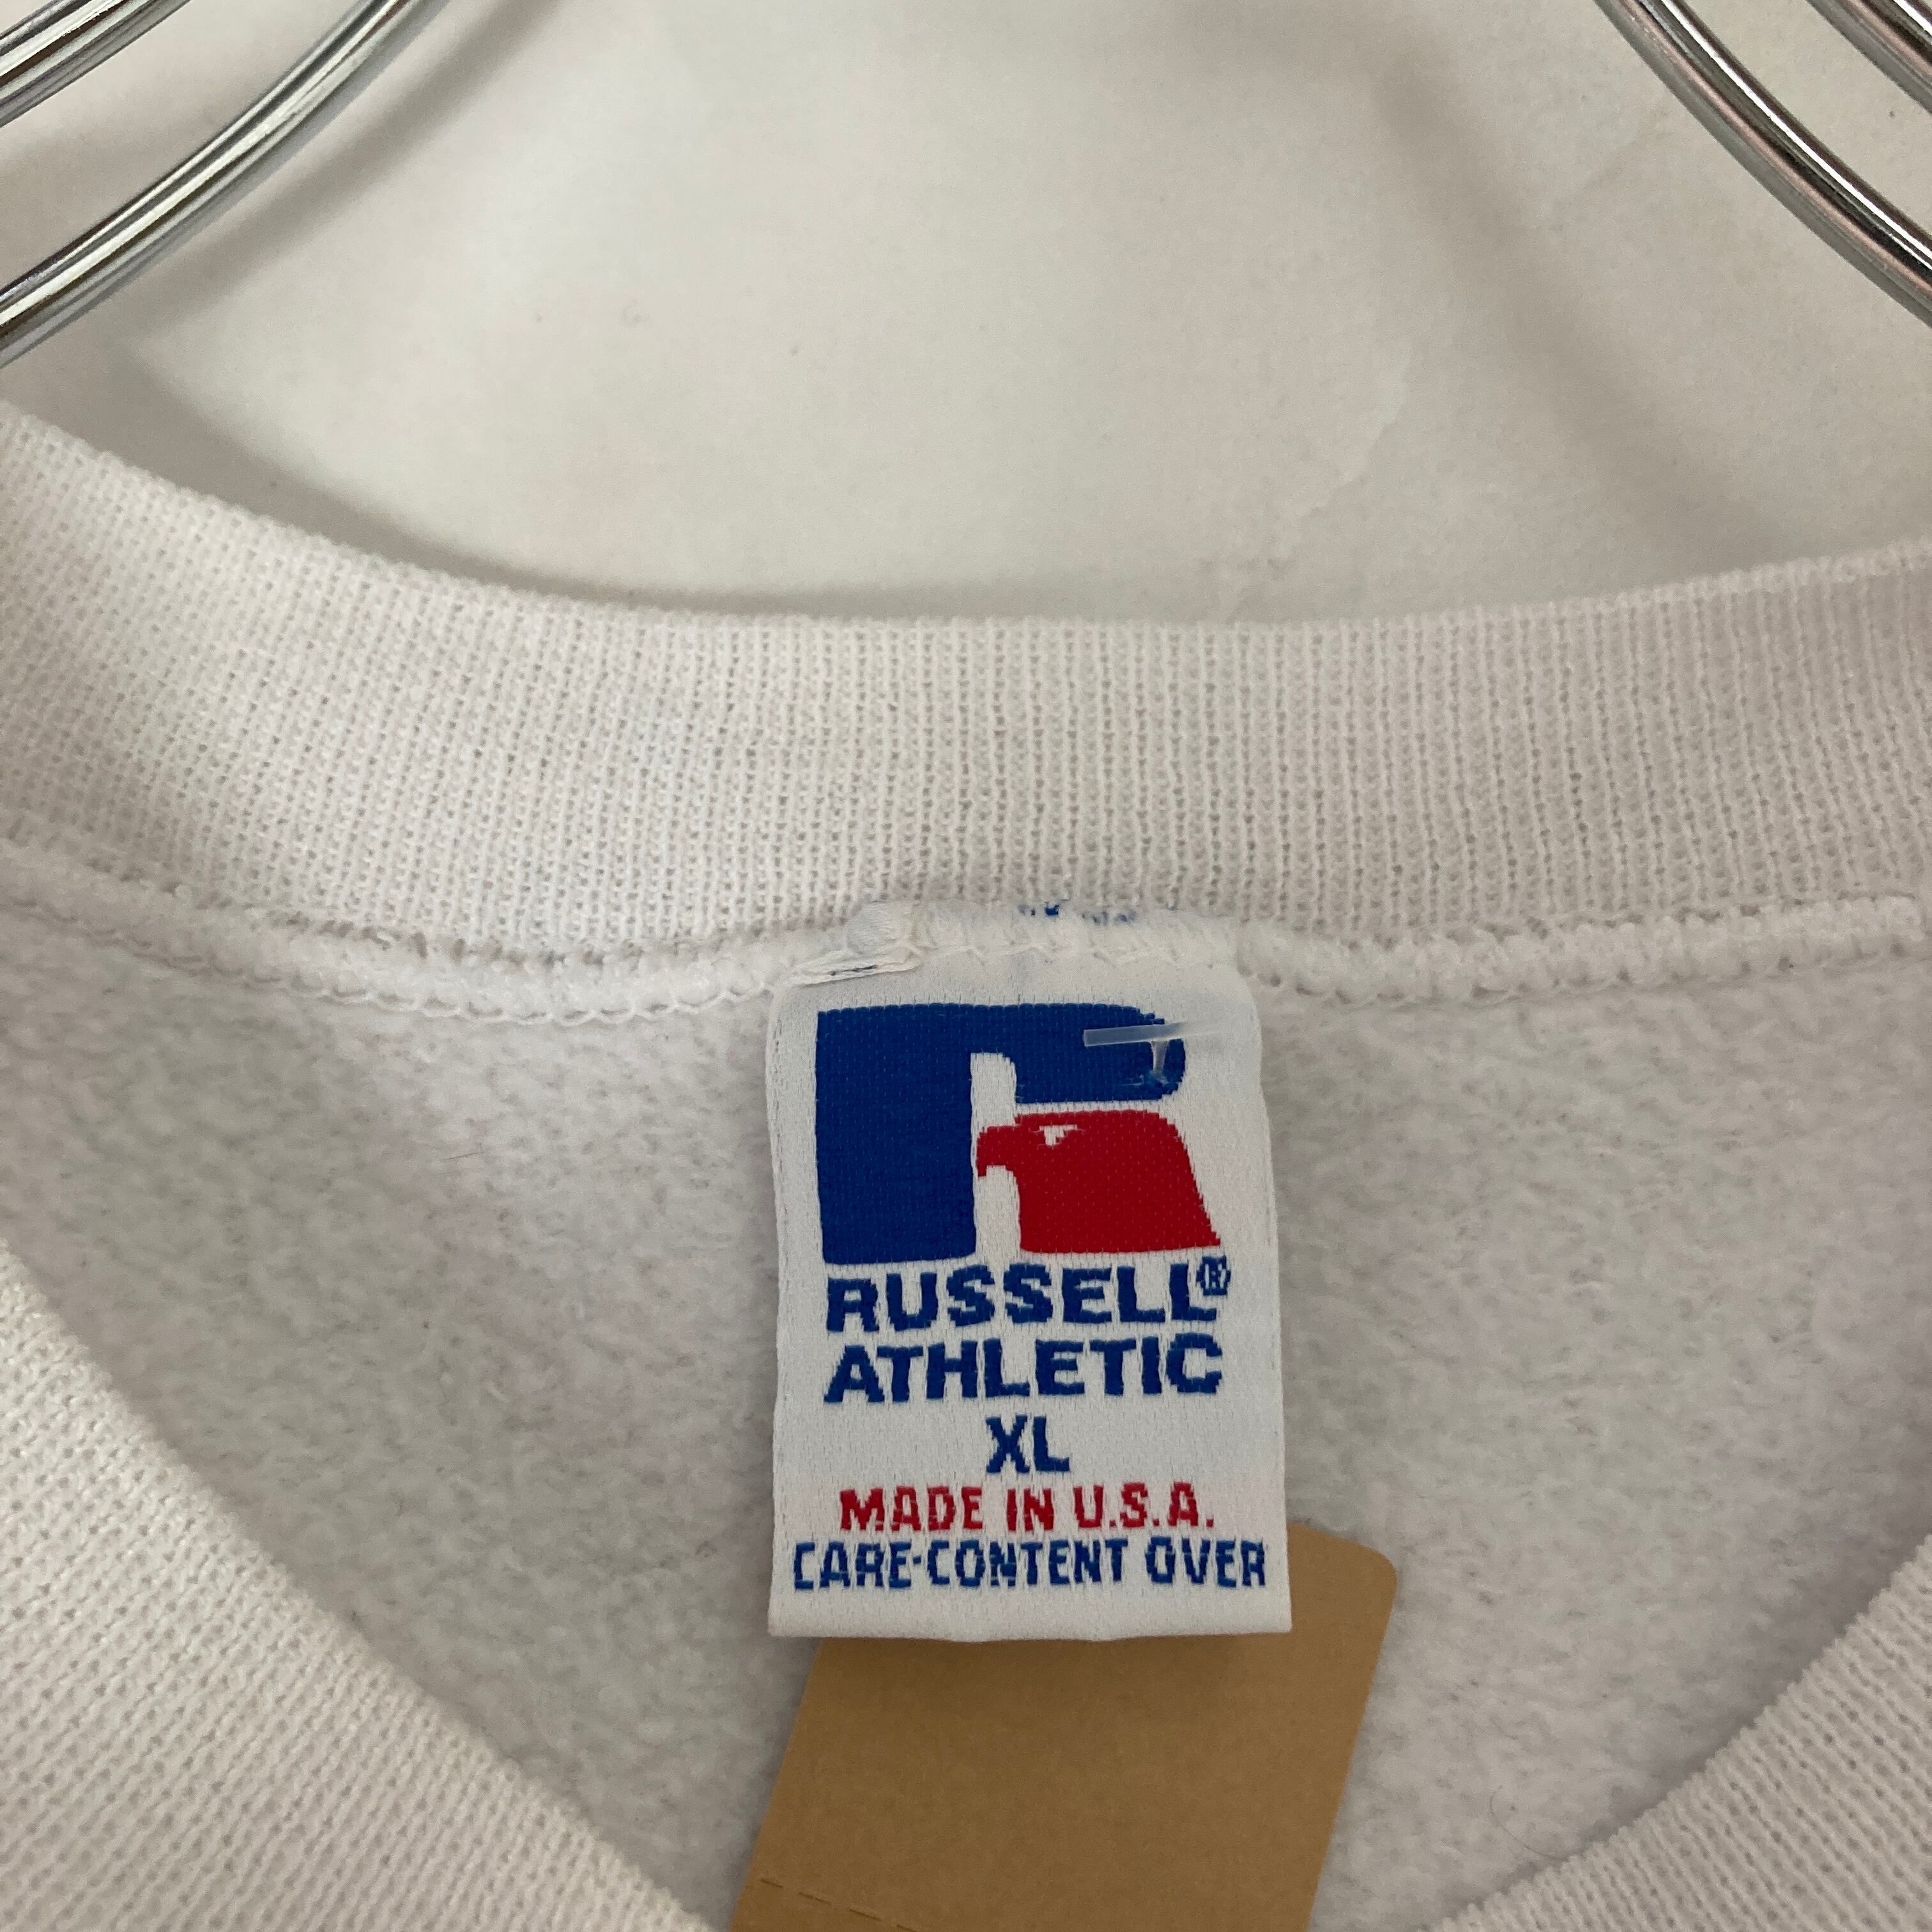 RUSSELL®
ATHLETIC
XL
MADE IN U.S.A.
CARE-CONTENT OVER